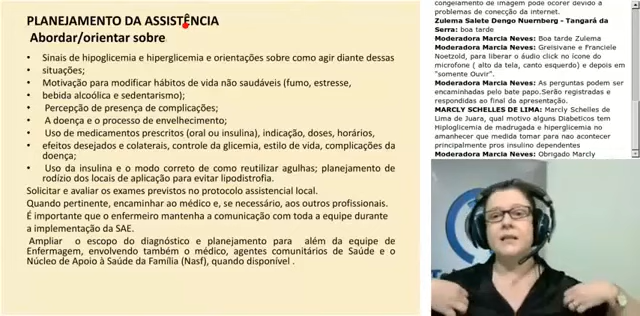 PLANEJAMENTO DA ASSISTÊNCIA
Abordar/orientar sobre
• Sinais de hipoglicemia e hiperglicemia e orientações sobre como agir diante dessas
• situações;
• Motivação para modificar hábitos de vida não saudáveis (fumo, estresse,
• bebida alcoólica e sedentarismo);
• Percepção de presença de complicações;
• A doença e o processo de envelhecimento;
• Uso de medicamentos prescritos (oral ou insulina), indicação, doses, horários,
• efeitos desejados e colaterais, controle da glicemia, estilo de vida, complicações da
doença;
• Uso da insulina e o modo correto de como reutilizar agulhas; planejamento de
rodízio dos locais de aplicação para evitar lipodistrofia.
Solicitar e avaliar os exames previstos no protocolo assistencial local.
Quando pertinente, encaminhar ao médico e, se necessário, aos outros profissionais.
É importante que o enfermeiro mantenha a comunicação com toda a equipe durante
a implementação da SAE.
Ampliar o escopo do diagnóstico e planejamento para além da equipe de
Enfermagem, envolvendo também o médico, agentes comunitários de Saúde e o
Núcleo de Apoio à Saúde da Família (Nasf), quando disponível .
congelamento de imagem pode ocorer devido a
problemas de conecção da internet.
Zulema Salete Dengo Nuernberg - Tangará da
Serra: boa tarde
Moderadora Marcia Neves: Boa tarde Zulema
Moderadora Marcia Neves: Greisivane e Franciele
Noetzold, para liberar o áudio click no ícone do
microfone ( alto da tela, canto esquerdo) e depois em
"somente Ouvir".
Moderadora Marcia Neves: As perguntas podem ser
encaminhadas pelo bate papo.Serão registradas e
respondidas ao final da apresentação.
MARCLY SCHELLES DE LIMA: Marcly Schelles
de Lima de Juara, qual motivo alguns Diabeticos tem
Hiploglicemia de madrugada e hiperglicemia no
amanhecer que medida tomar para nao acontecer
principalmente pros insulino dependentes
Moderadora Marcia Neves: Obrigado Marcly